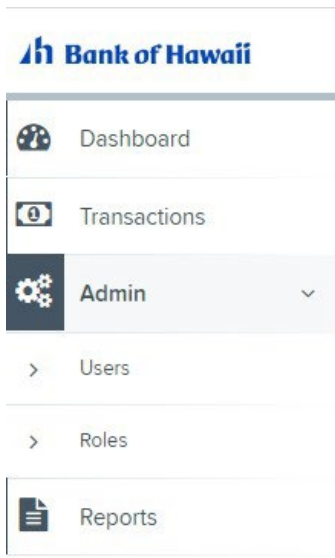 Bank of Hawaii
Dashboard
Transactions
Admin
Users
Roles
Reports